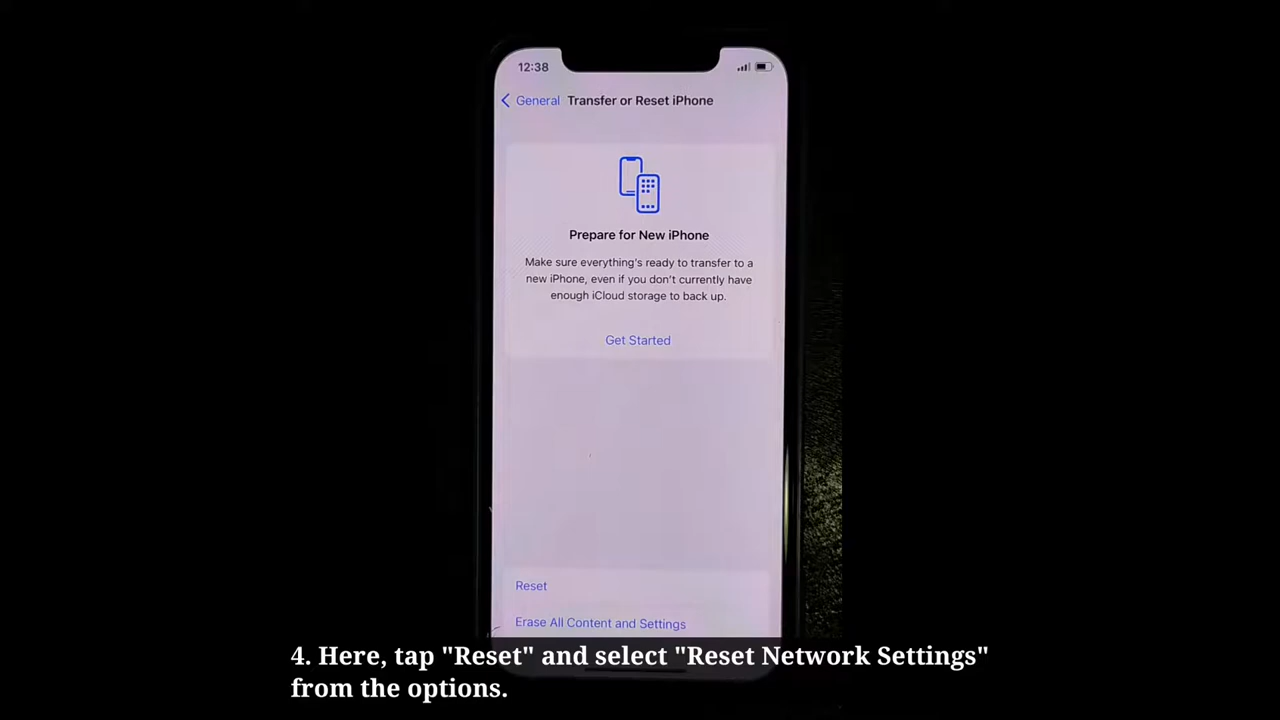 12:38
General Transfer or Reset iPhone
Prepare for New iPhone
Make sure everything's ready to transfer to a
new iPhone, even if you don't currently have
enough iCloud storage to back up.
Get Started
Reset
Erase All Content and Settings
4. Here, tap "Reset" and select "Reset Network Settings"
from the options.